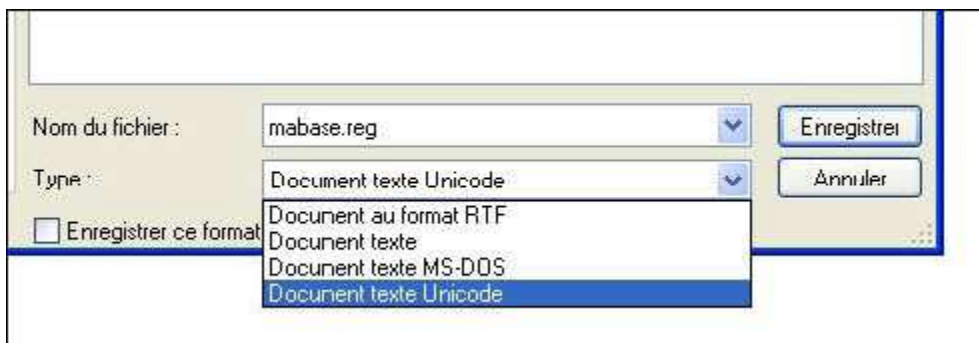 Nom du fichier : mabase.reg Enregistrer
Type : Document texte Unicode Annuler
Enregistrer ce format
Document au format RTF
Document texte
Document texte MS-DOS
Document texte Unicode